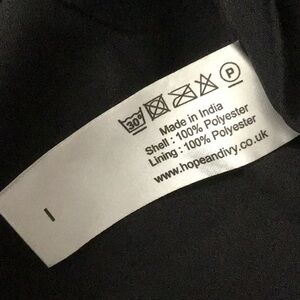 30°
P
Made in India
Shell : 100% Polyester
Lining : 100% Polyester
www.hopeandivy.co.uk